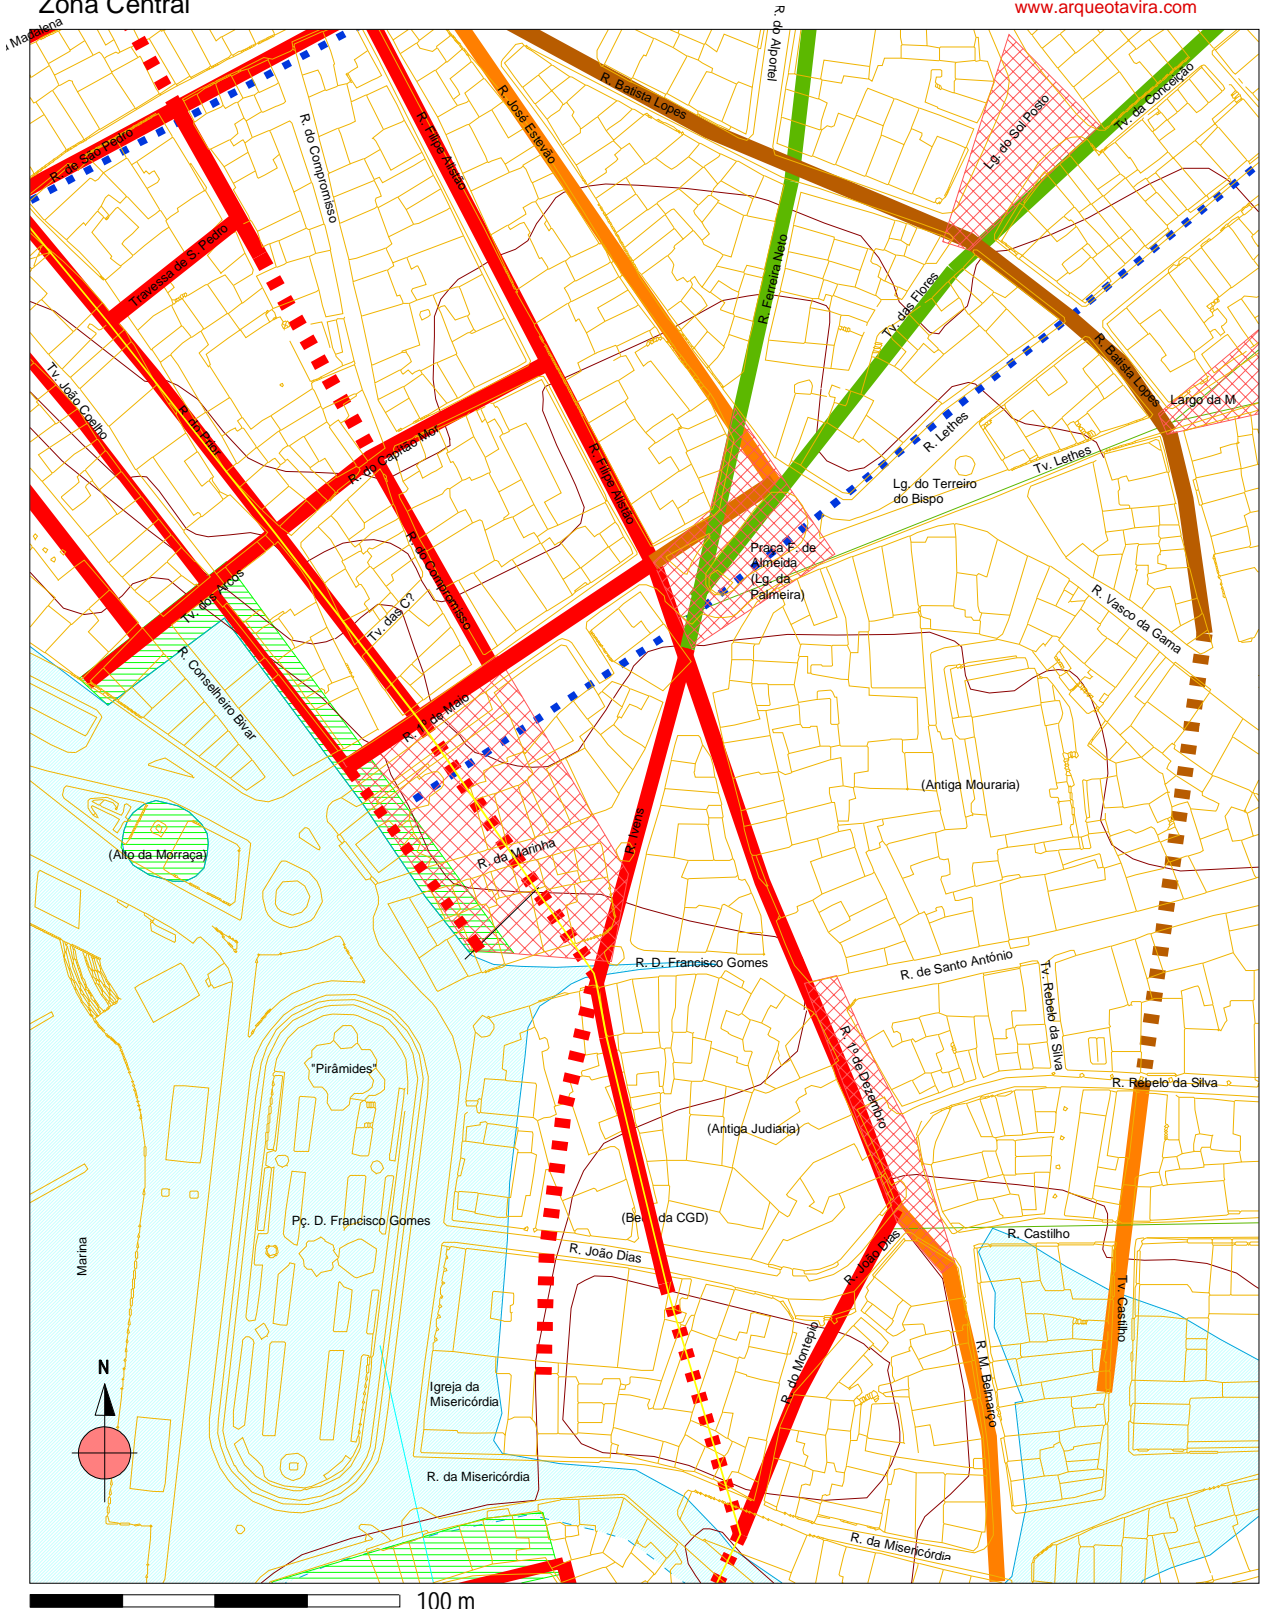 Zona Central
www.arqueotavira.com
Madalena
R. do Alportel
R. Batista Lopes
R. José Estevão
R. Filipe Alistão
R. do Compromisso
R. de São Pedro
Tv. da Conceição
Lg. do Sol Posto
Travessa de S. Pedro
R. Ferreira Neto
Tv. das Flores
R. Batista Lopes
Largo da M
Tv. João Coelho
R. do Prior
R. do Capitão Mor
R. Filipe Alistão
R. Lethes
Tv. Lethes
Lg. do Terreiro
do Bispo
Praça F. de
Almeida
(Lg. da
Palmeira)
R. do Compromisso
Tv. dos Arcos
Tv. das C?
R. Vasco da Gama
R. Conselheiro Bivar
R. 1º de Maio
(Antiga Mouraria)
R. Ivens
R. da Marinha
(Alto da Morraça)
R. D. Francisco Gomes
R. de Santo António
Tv. Rebelo da Silva
R. 1º de Dezembro
"Pirâmides"
R. Rebelo da Silva
(Antiga Judiaria)
Pç. D. Francisco Gomes
(Beco da CGD)
R. João Dias
R. João Dias
R. Castilho
Marina
Tv. Castilho
R. do Montepio
R. M. Belmarço
N
Igreja da
Misericórdia
R. da Misericórdia
R. da Misericórdia
100 m